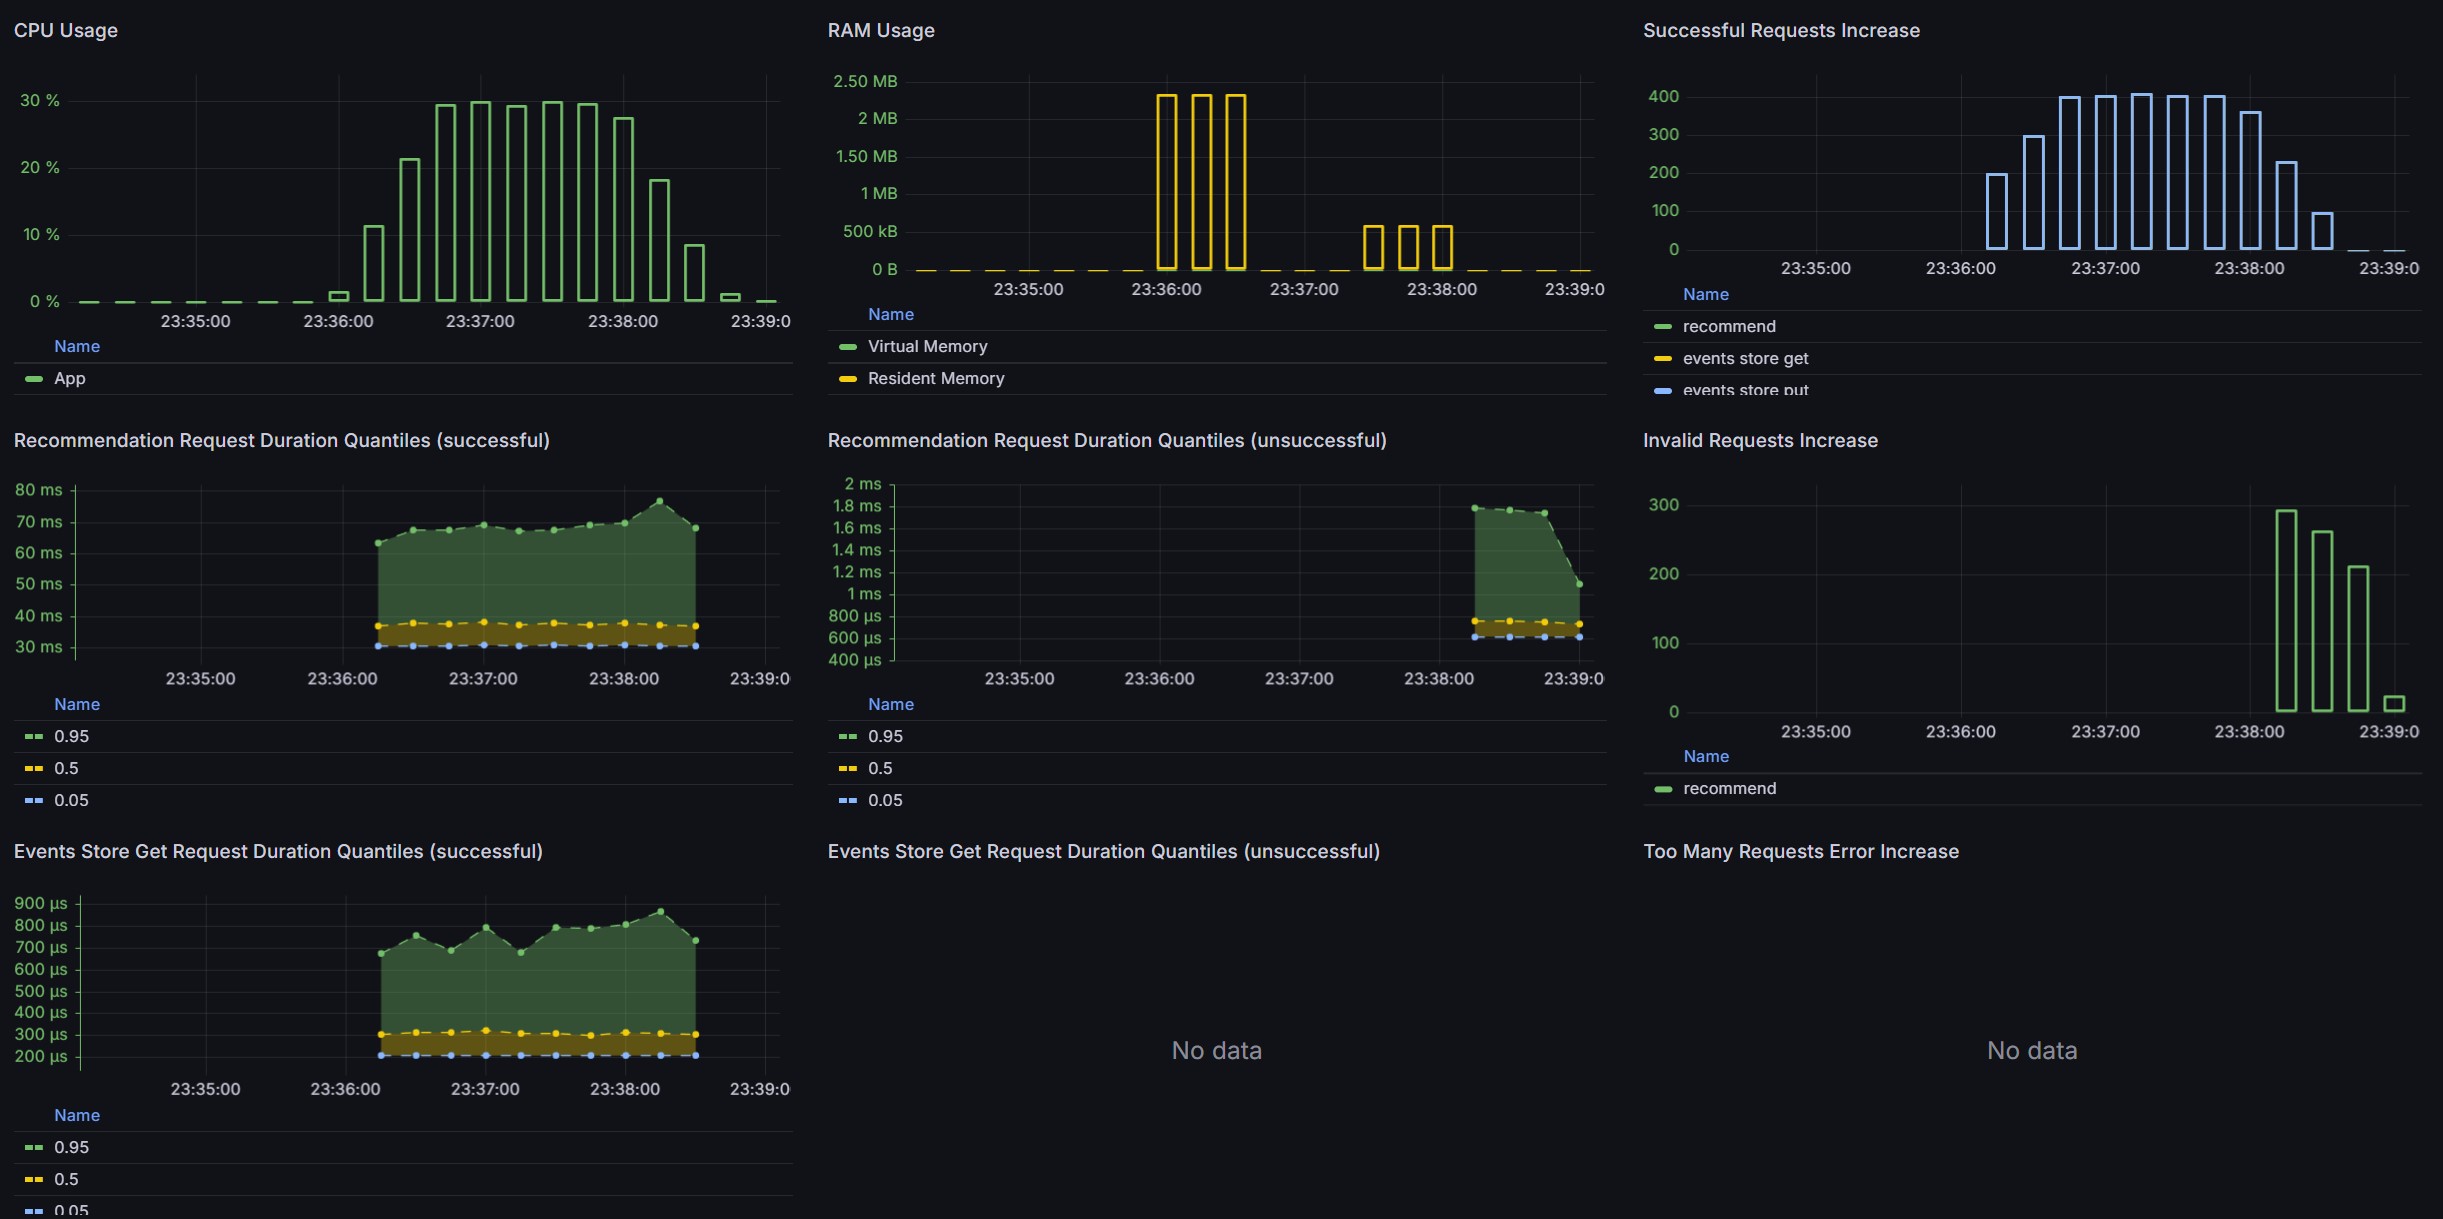 CPU Usage
30 %
20 %
10 %
0 %
23:35:00 23:36:00 23:37:00 23:38:00 23:39:0
Name
App
RAM Usage
2.50 MB
2 MB
1.50 MB
1 MB
500 kB
0 B
23:35:00 23:36:00 23:37:00 23:38:00 23:39:0
Name
Virtual Memory
Resident Memory
Successful Requests Increase
400
300
200
100
0
23:35:00 23:36:00 23:37:00 23:38:00 23:39:0
Name
recommend
events store get
events store put
Recommendation Request Duration Quantiles (successful)
80 ms
70 ms
60 ms
50 ms
40 ms
30 ms
23:35:00 23:36:00 23:37:00 23:38:00 23:39:0
Name
0.95
0.5
0.05
Recommendation Request Duration Quantiles (unsuccessful)
2 ms
1.8 ms
1.6 ms
1.4 ms
1.2 ms
1 ms
800 µs
600 µs
400 µs
23:35:00 23:36:00 23:37:00 23:38:00 23:39:0
Name
0.95
0.5
0.05
Invalid Requests Increase
300
200
100
0
23:35:00 23:36:00 23:37:00 23:38:00 23:39:0
Name
recommend
Events Store Get Request Duration Quantiles (successful)
900 µs
800 µs
700 µs
600 µs
500 µs
400 µs
300 µs
200 µs
23:35:00 23:36:00 23:37:00 23:38:00 23:39:0
Name
0.95
0.5
0.05
Events Store Get Request Duration Quantiles (unsuccessful)
No data
Too Many Requests Error Increase
No data